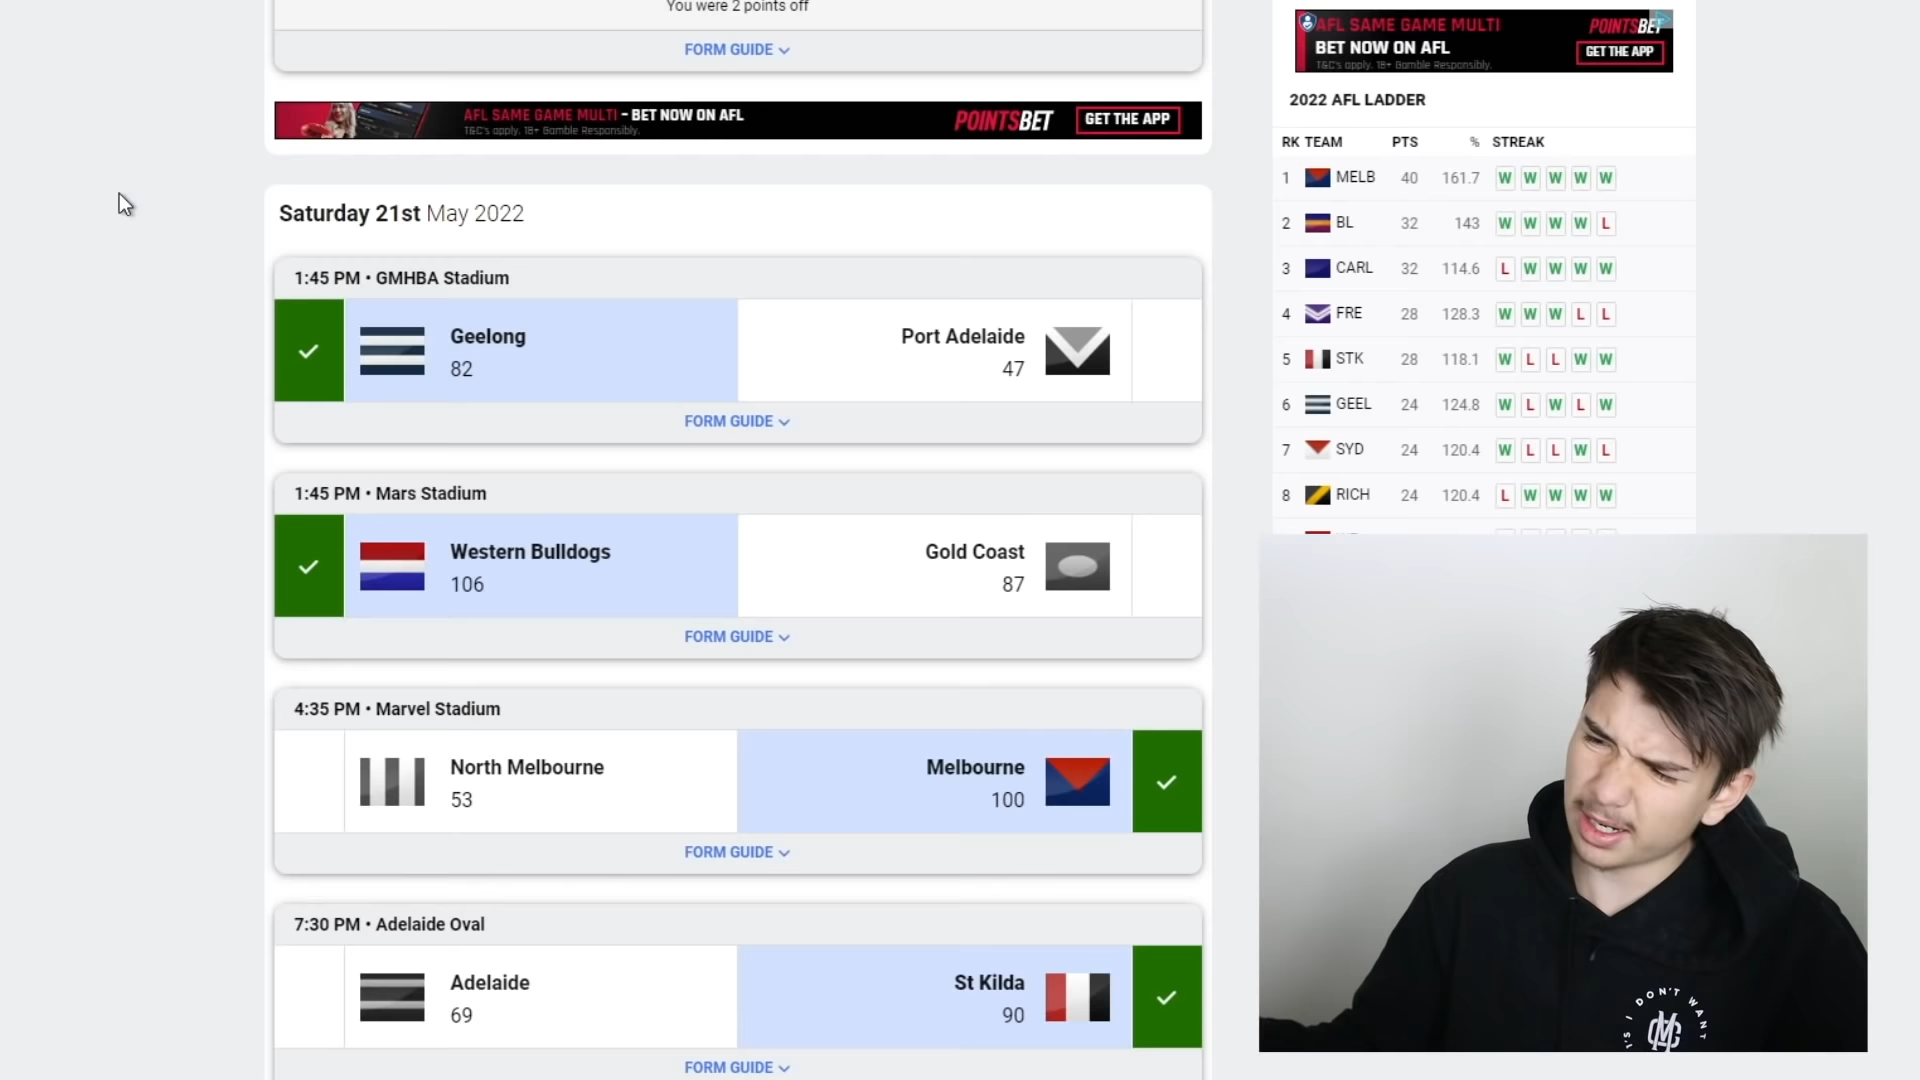 You were 2 points off
FORM GUIDE
AFL SAME GAME MULTI - BET NOW ON AFL
T&C's apply. 18+ Gamble Responsibly.
POINTSBET
GET THE APP
Saturday 21st May 2022
1:45 PM • GMHBA Stadium
Geelong
82
Port Adelaide
47
FORM GUIDE
1:45 PM • Mars Stadium
Western Bulldogs
106
Gold Coast
87
FORM GUIDE
4:35 PM • Marvel Stadium
North Melbourne
53
Melbourne
100
FORM GUIDE
7:30 PM • Adelaide Oval
Adelaide
69
St Kilda
90
FORM GUIDE
AFL SAME GAME MULTI
BET NOW ON AFL
T&C's apply. 18+ Gamble Responsibly.
POINTSBET
GET THE APP
2022 AFL LADDER
RK TEAM PTS % STREAK
1 MELB 40 161.7 W W W W W
2 BL 32 143 W W W W L
3 CARL 32 114.6 L W W W W
4 FRE 28 128.3 W W W L L
5 STK 28 118.1 W L L W W
6 GEEL 24 124.8 W L W L W
7 SYD 24 120.4 W L L W L
8 RICH 24 120.4 L W W W W
I DON'T WANT